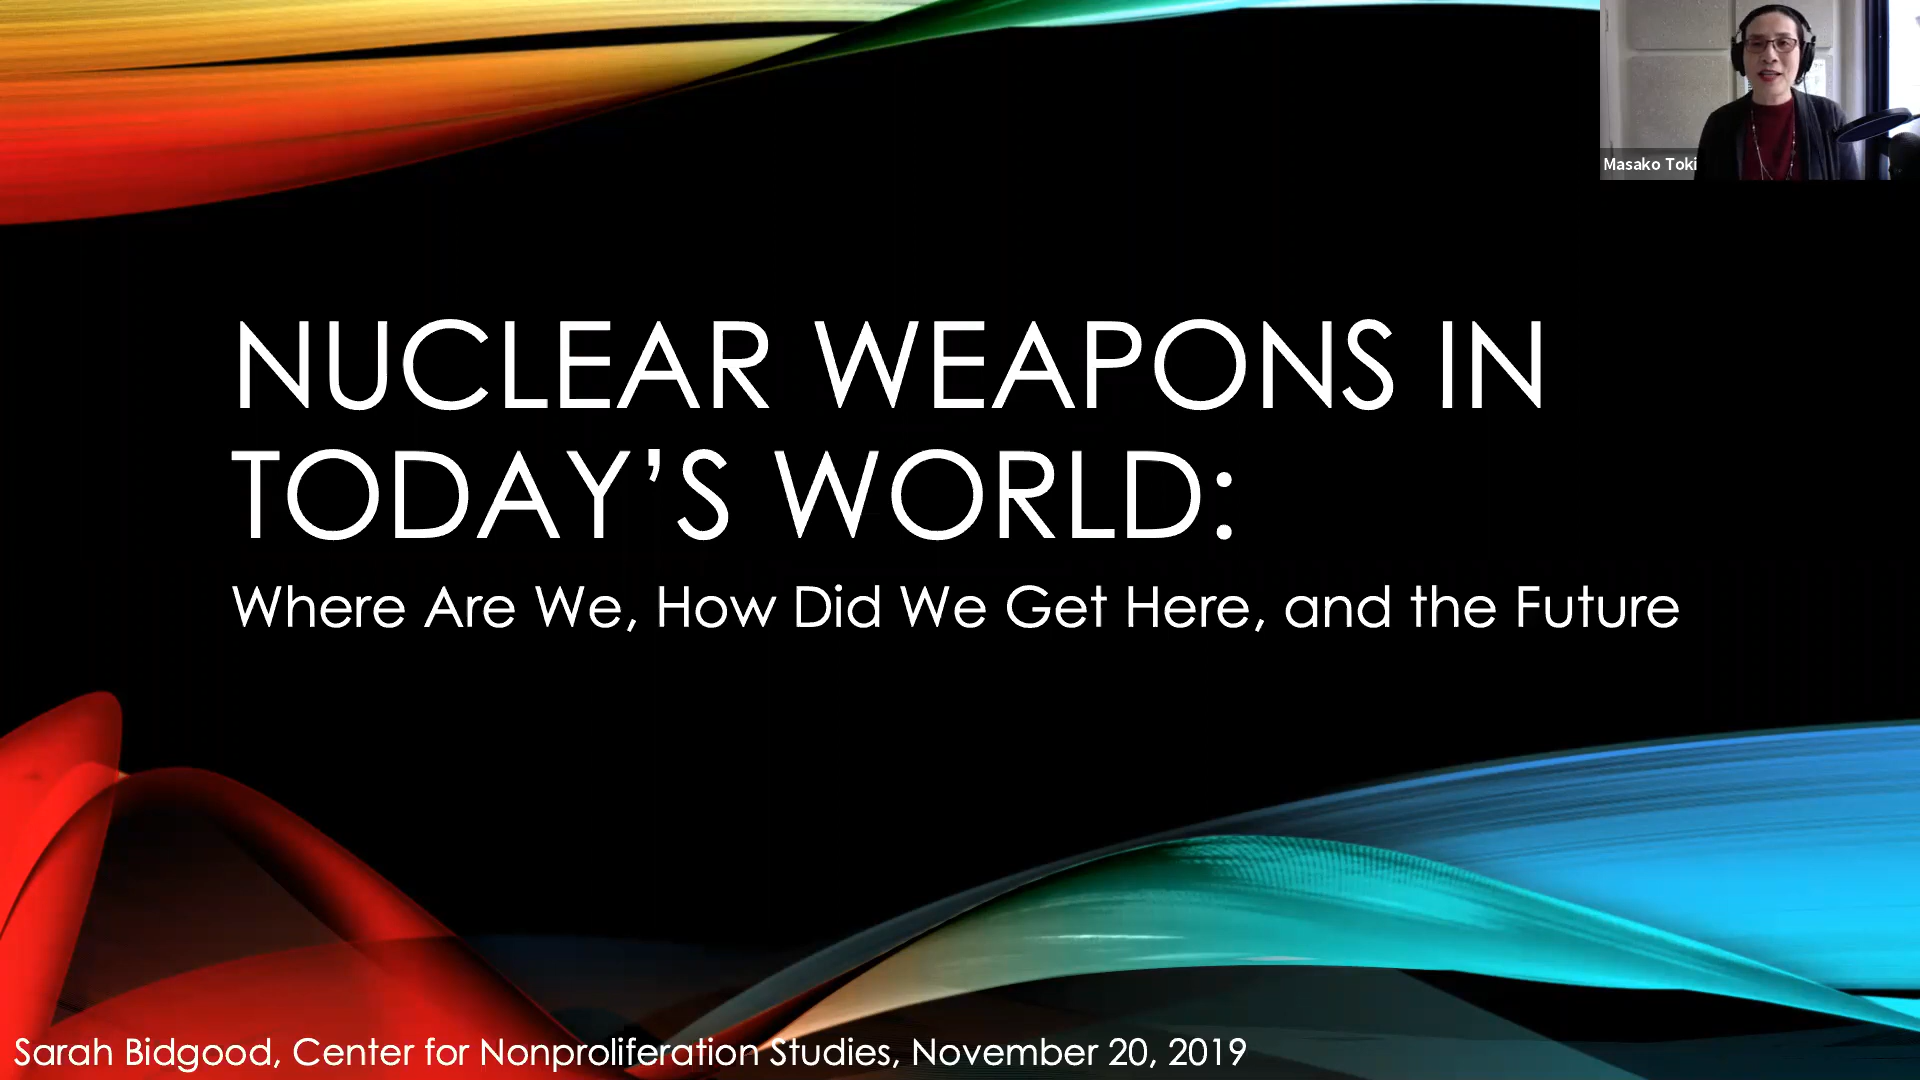 Masako Toki
NUCLEAR WEAPONS IN
TODAY’S WORLD:
Where Are We, How Did We Get Here, and the Future
Sarah Bidgood, Center for Nonproliferation Studies, November 20, 2019